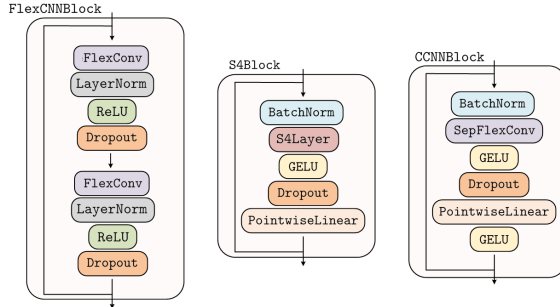 FlexCNNBlock
FlexConv
LayerNorm
ReLU
Dropout
FlexConv
LayerNorm
ReLU
Dropout
S4Block
BatchNorm
S4Layer
GELU
Dropout
PointwiseLinear
CCNNBlock
BatchNorm
SepFlexConv
GELU
Dropout
PointwiseLinear
GELU